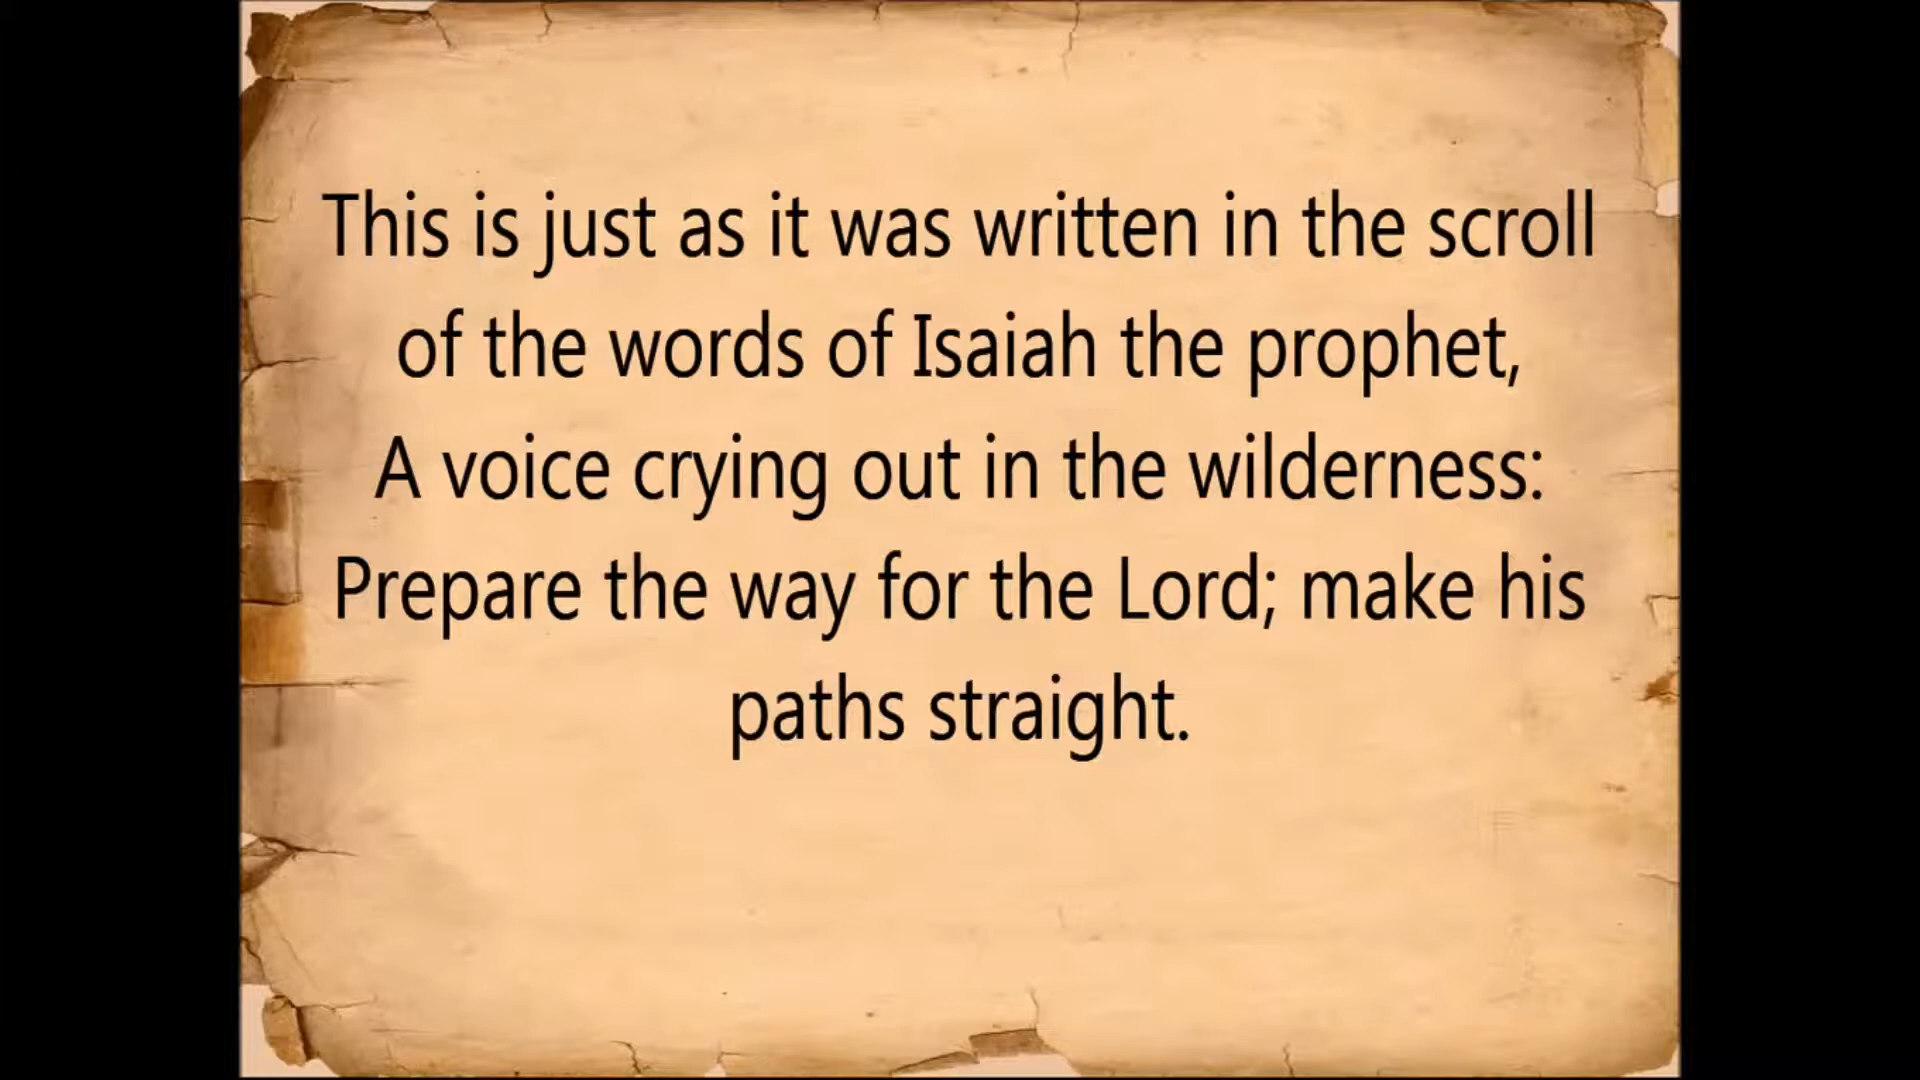 This is just as it was written in the scroll
of the words of Isaiah the prophet,
A voice crying out in the wilderness:
Prepare the way for the Lord; make his
paths straight.